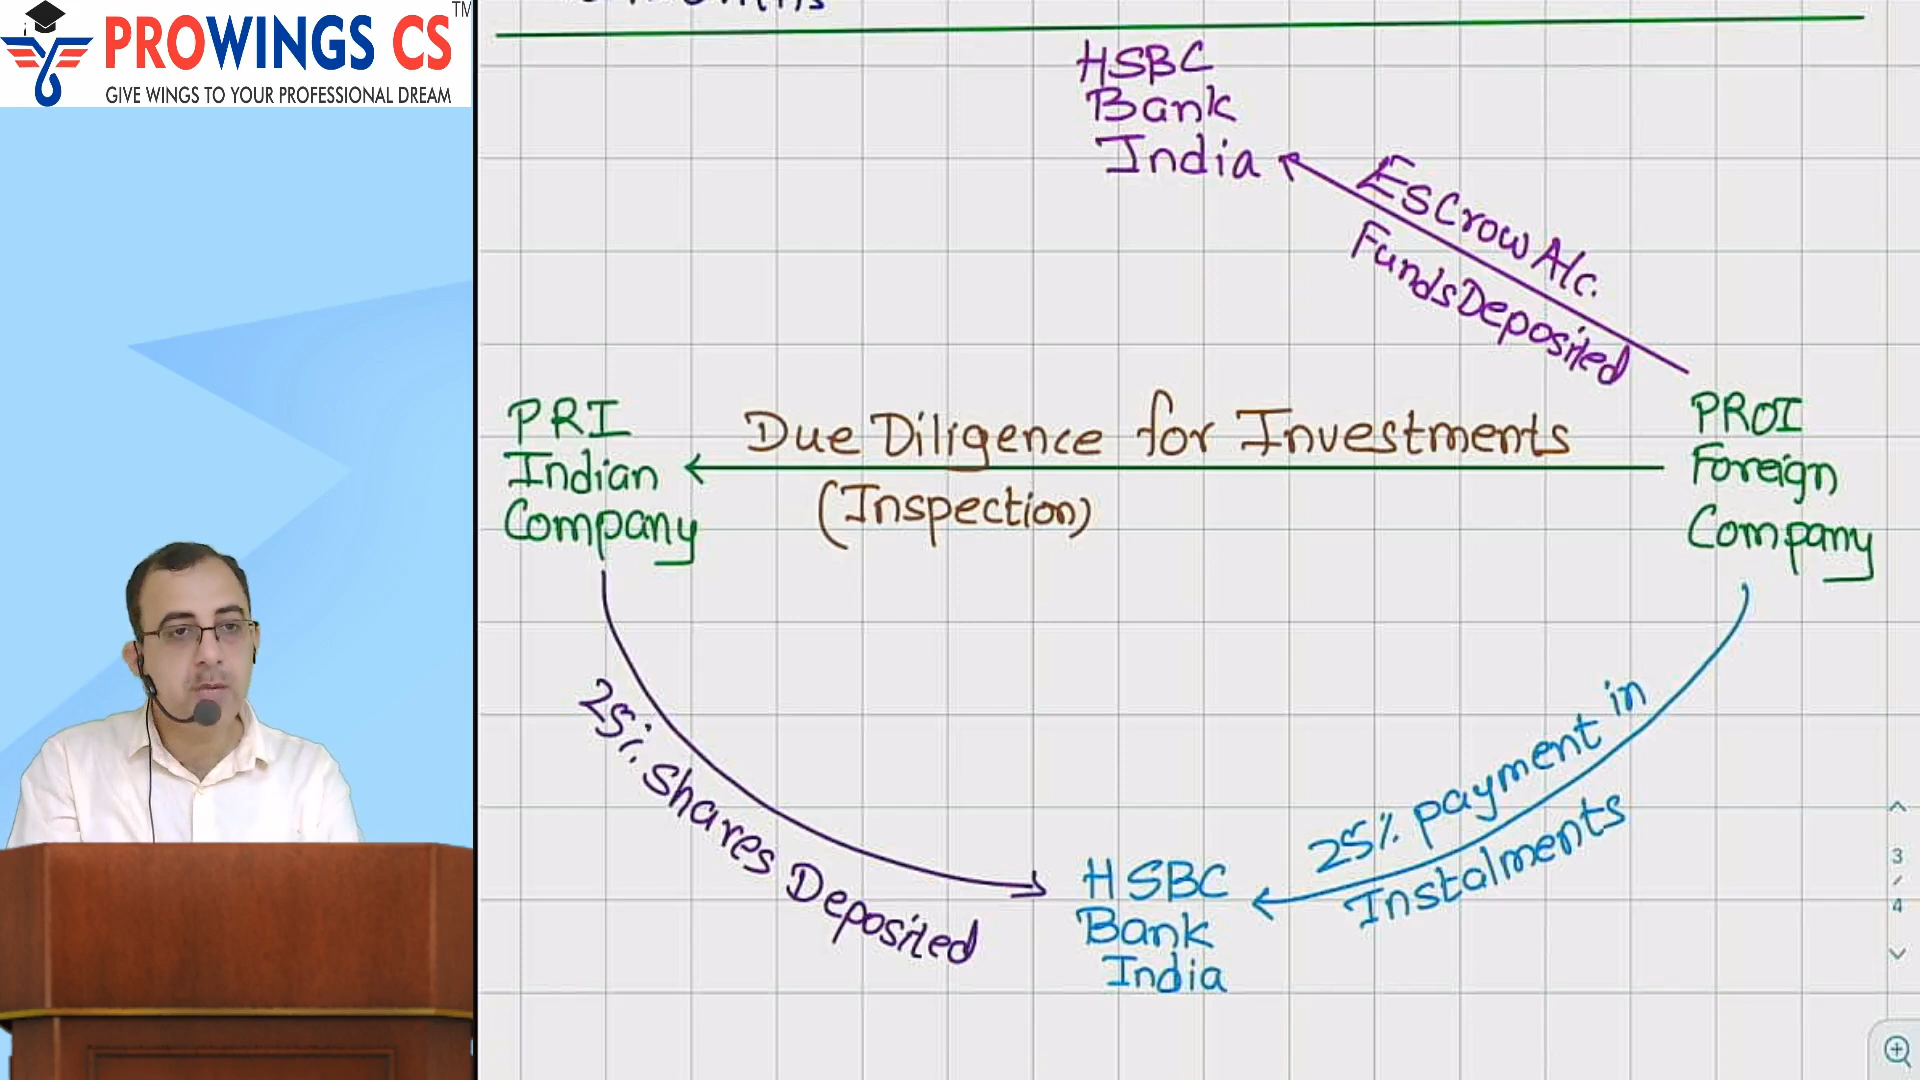 PROWINGS CS TM
GIVE WINGS TO YOUR PROFESSIONAL DREAM
HSBC
Bank
India
Escrow A/c.
Funds Deposited
PRI
Indian
Company
Due Diligence for Investments
(Inspection)
PROI
Foreign
Company
25% Shares Deposited
25% payment in
Instalments
HSBC
Bank
India
3
/
4